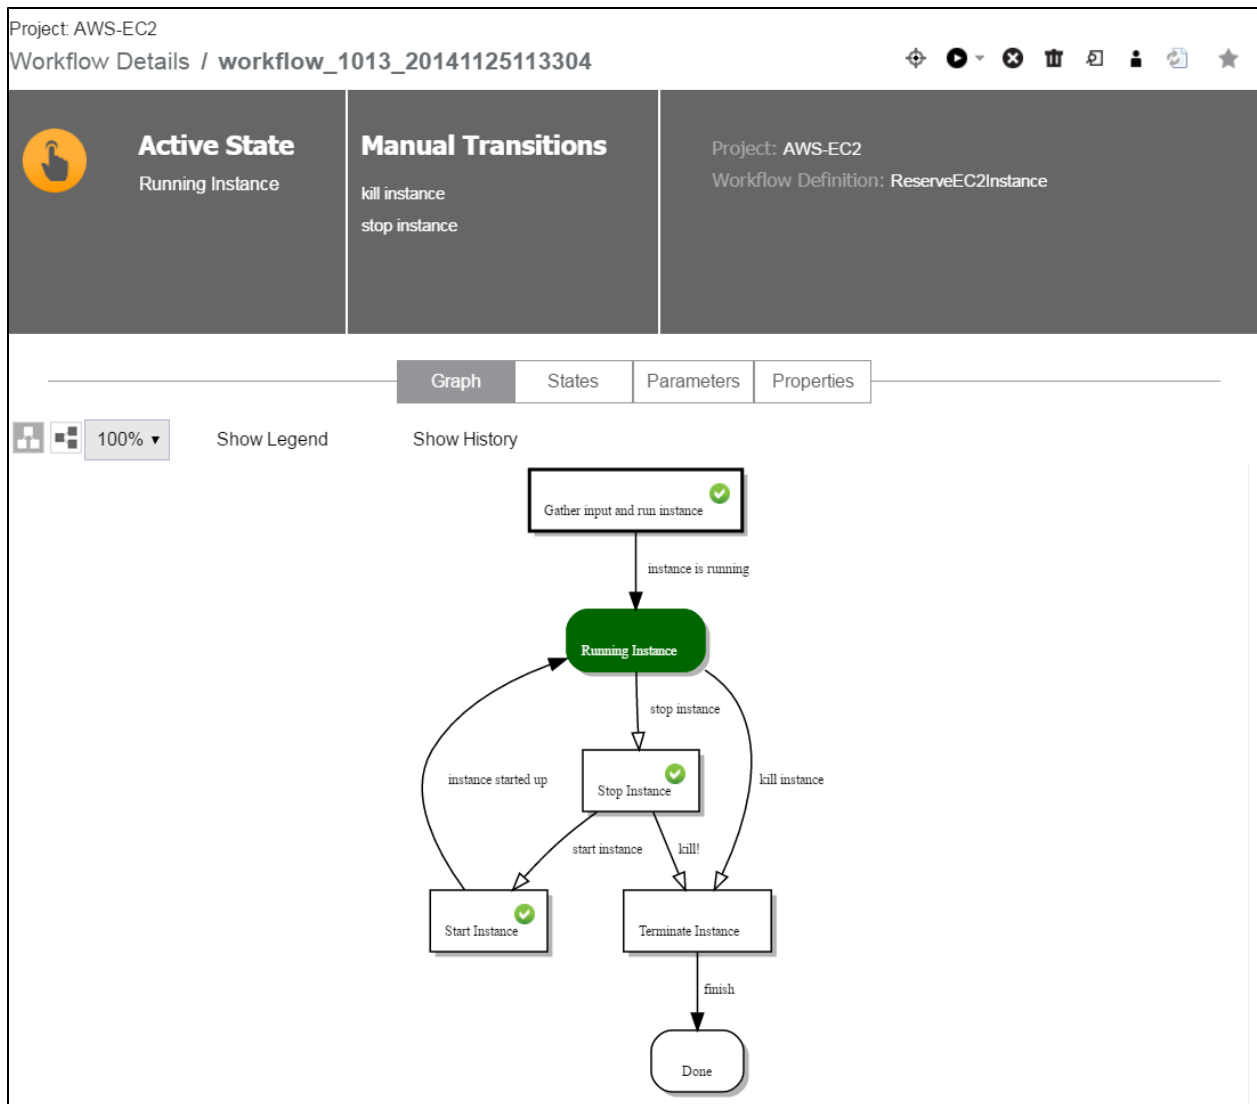 Project: AWS-EC2
Workflow Details / workflow_1013_20141125113304
Active State
Running Instance
Manual Transitions
kill instance
stop instance
Project: AWS-EC2
Workflow Definition: ReserveEC2Instance
Graph
States
Parameters
Properties
100%
Show Legend
Show History
Gather input and run instance
instance is running
Running Instance
stop instance
instance started up
Stop Instance
kill instance
start instance
kill!
Start Instance
Terminate Instance
finish
Done